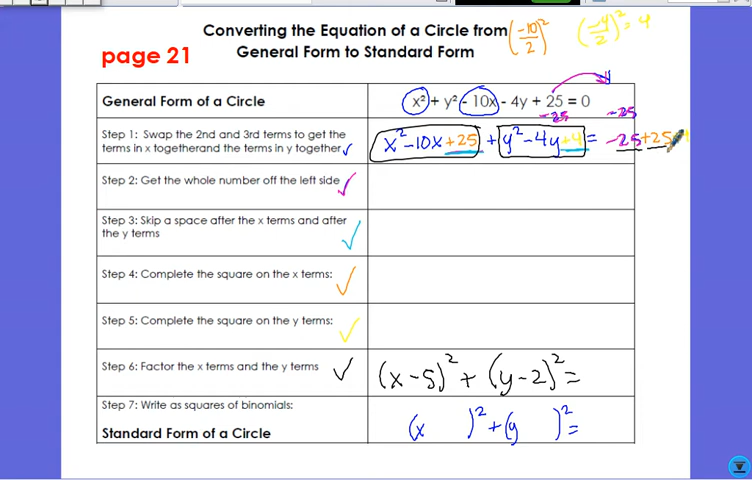 Converting the Equation of a Circle from
General Form to Standard Form
(-10/2)²
(-4/2)² = 4
page 21
General Form of a Circle
x² + y² - 10x - 4y + 25 = 0
-25
-25
Step 1: Swap the 2nd and 3rd terms to get the
terms in x togetherand the terms in y together
x² - 10x + 25 + y² - 4y + 4 = -25 + 25
Step 2: Get the whole number off the left side
Step 3: Skip a space after the x terms and after
the y terms
Step 4: Complete the square on the x terms:
Step 5: Complete the square on the y terms:
Step 6: Factor the x terms and the y terms
(x - 5)² + (y - 2)² =
Step 7: Write as squares of binomials:
Standard Form of a Circle
(x )² + (y )² =